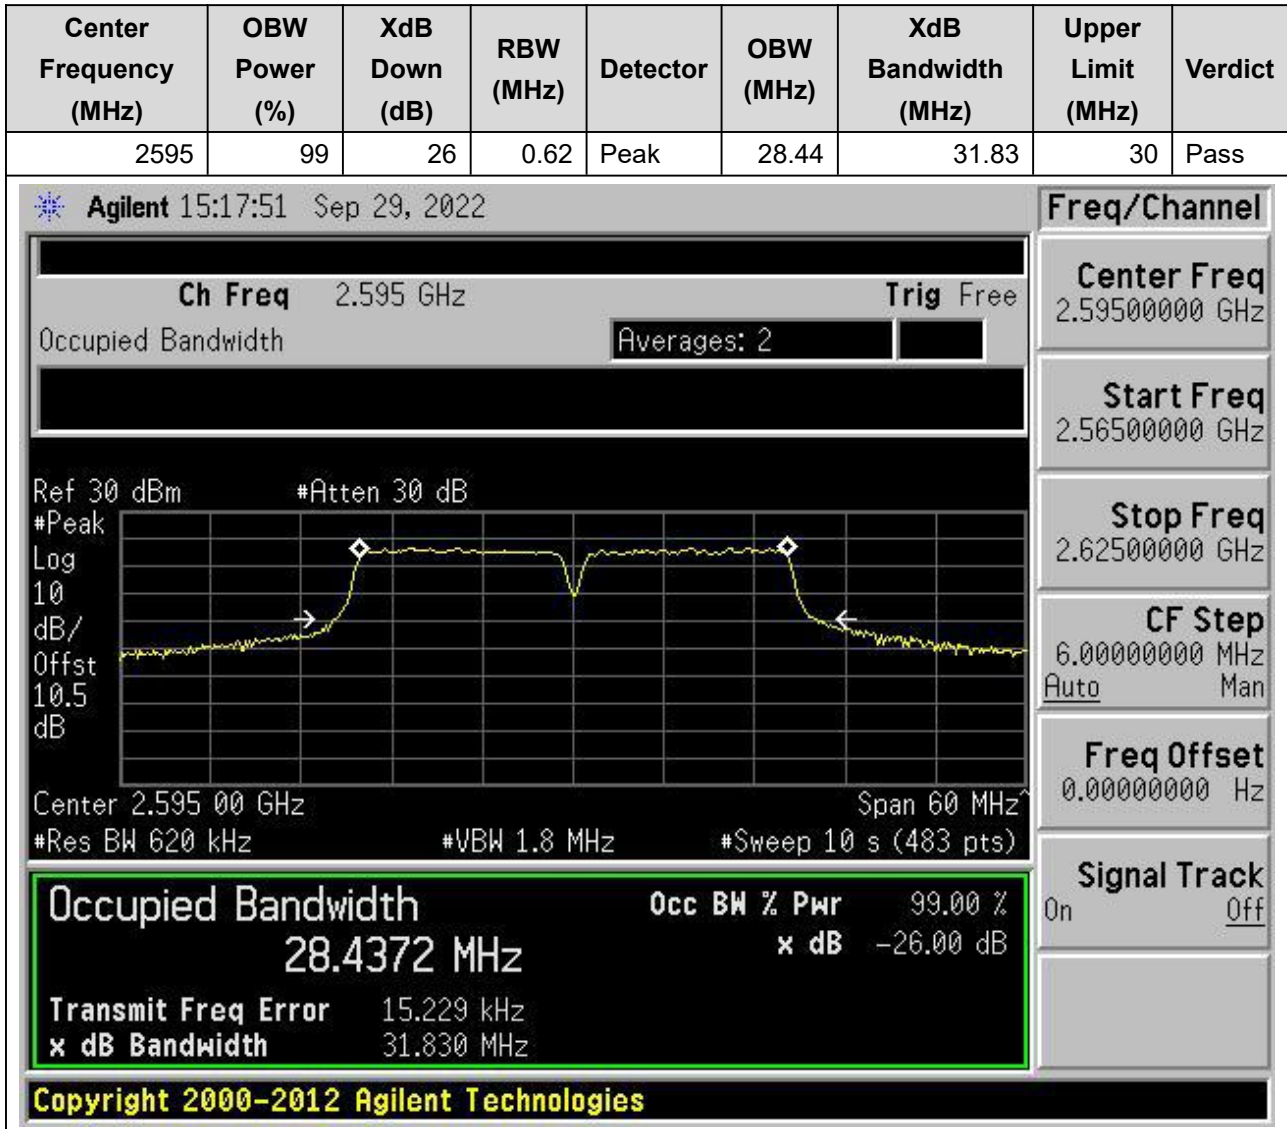 Center Frequency (MHz) OBW Power (%) XdB Down (dB) RBW (MHz) Detector OBW (MHz) XdB Bandwidth (MHz) Upper Limit (MHz) Verdict
2595 99 26 0.62 Peak 28.44 31.83 30 Pass
Agilent 15:17:51 Sep 29, 2022
Freq/Channel
Ch Freq 2.595 GHz Trig Free
Occupied Bandwidth Averages: 2
Ref 30 dBm #Atten 30 dB
#Peak
Log
10
dB/
Offst
10.5
dB
Center 2.595 00 GHz Span 60 MHz^
#Res BW 620 kHz #VBW 1.8 MHz #Sweep 10 s (483 pts)
Occupied Bandwidth Occ BW % Pwr 99.00 %
28.4372 MHz x dB -26.00 dB
Transmit Freq Error 15.229 kHz
x dB Bandwidth 31.830 MHz
Center Freq
2.59500000 GHz
Start Freq
2.56500000 GHz
Stop Freq
2.62500000 GHz
CF Step
6.00000000 MHz
Auto Man
Freq Offset
0.00000000 Hz
Signal Track
On Off
Copyright 2000-2012 Agilent Technologies